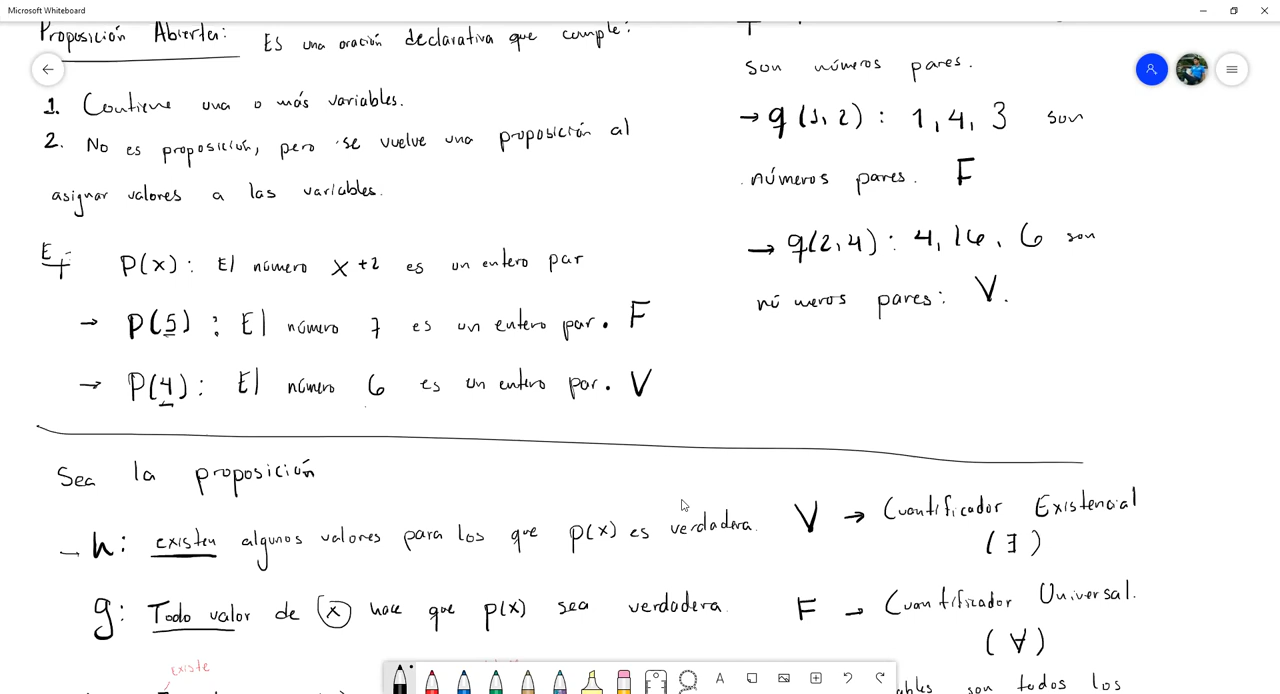 Microsoft Whiteboard
Proposición Abierta: Es una oración declarativa que cumple:
1. Contiene una o más variables.
2. No es proposición, pero se vuelve una proposición al
asignar valores a las variables.
Ej P(x): El número x+2 es un entero par
→ P(5): El número 7 es un entero par. F
→ P(4): El número 6 es un entero par. V
son números pares.
→ q(1,2): 1,4,3 son
números pares. F
→ q(2,4): 4,16,6 son
números pares: V.
Sea la proposición
h: existen algunos valores para los que p(x) es verdadera. V → Cuantificador Existencial
(∃)
g: Todo valor de x hace que p(x) sea verdadera. F → Cuantificador Universal.
(∀)
existe
son todos los